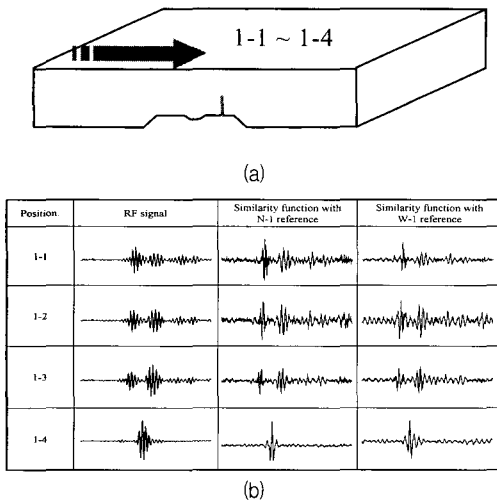 1-1 ~ 1-4
(a)
Position. RF signal Similarity function with N-1 reference Similarity function with W-1 reference
1-1
1-2
1-3
1-4
(b)